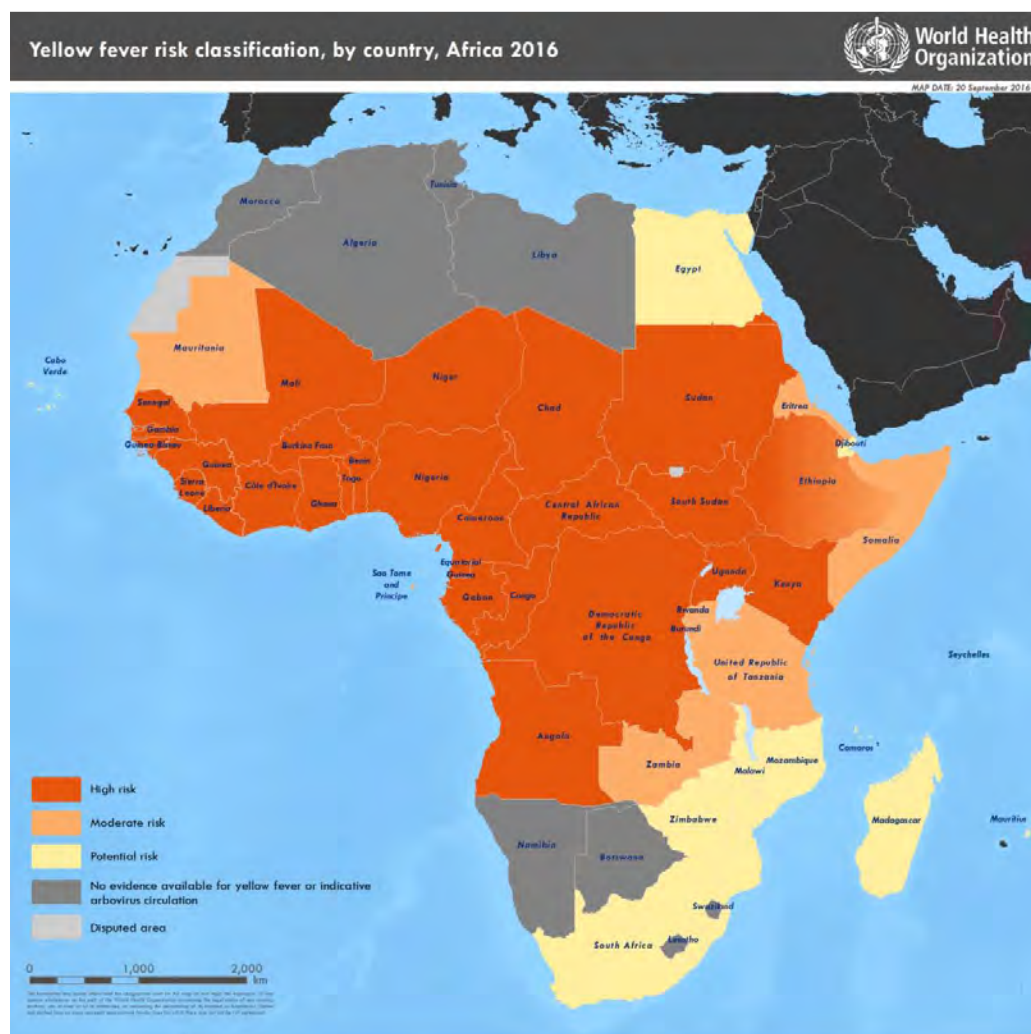 Yellow fever risk classification, by country, Africa 2016
World Health
Organization
MAP DATE: 20 September 2016
Tunisia
Morocco
Algeria
Libya
Egypt
Mauritania
Cabo
Verde
Mali
Niger
Chad
Sudan
Eritrea
Senegal
Gambia
Guinea Bissau
Guinea
Sierra
Leone
Liberia
Côte d'Ivoire
Burkina Faso
Ghana
Togo
Benin
Nigeria
Djibouti
Ethiopia
South Sudan
Central African
Republic
Cameroon
Somalia
Equatorial
Guinea
Sao Tome
and
Principe
Gabon
Congo
Uganda
Kenya
Rwanda
Burundi
Democratic
Republic
of the Congo
United Republic
of Tanzania
Seychelles
Angola
Zambia
Malawi
Mozambique
Comoros
Zimbabwe
Madagascar
Mauritius
Namibia
Botswana
Swaziland
Lesotho
South Africa
High risk
Moderate risk
Potential risk
No evidence available for yellow fever or indicative
arbovirus circulation
Disputed area
0 1,000 2,000
km